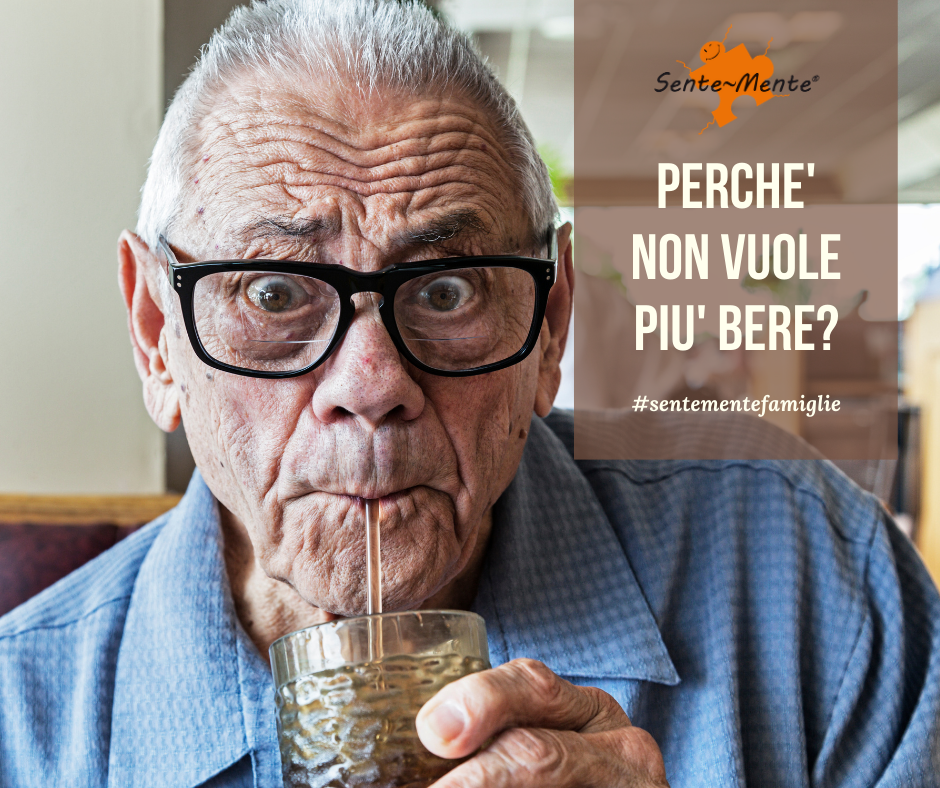 Sente~Mente®
PERCHE'
NON VUOLE
PIU' BERE?
#sentementefamiglie